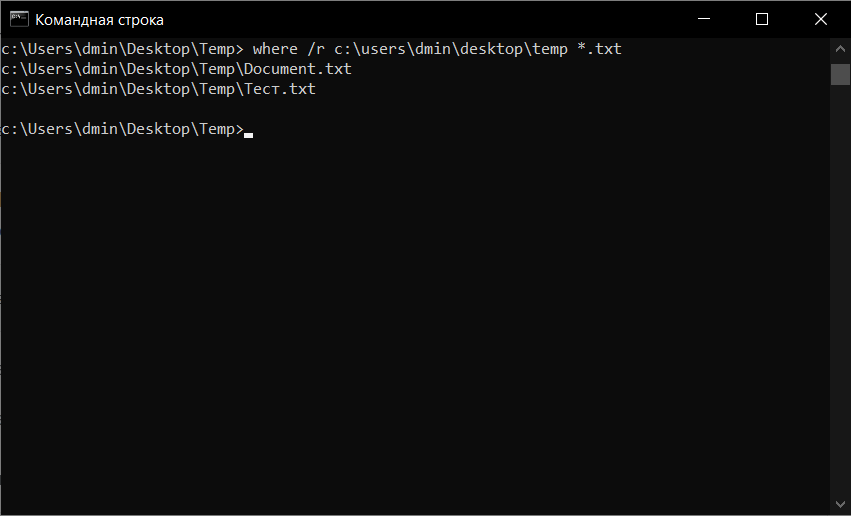 Командная строка
c:\Users\dmin\Desktop\Temp> where /r c:\users\dmin\desktop\temp *.txt
c:\Users\dmin\Desktop\Temp\Document.txt
c:\Users\dmin\Desktop\Temp\Тест.txt
c:\Users\dmin\Desktop\Temp>